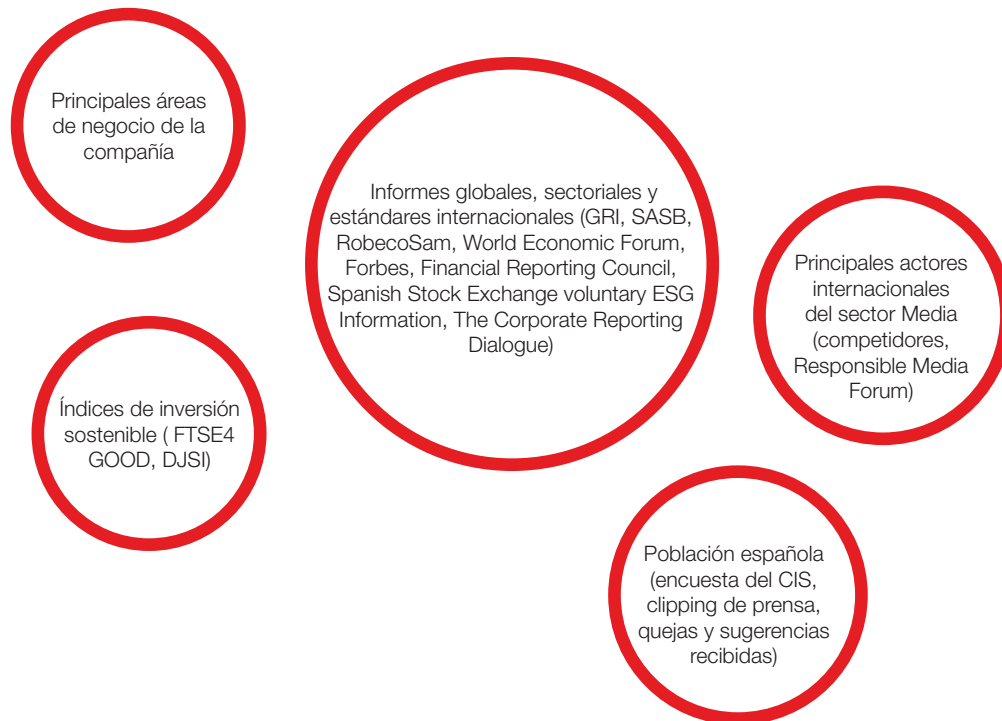 Principales áreas
de negocio de la
compañía
Informes globales, sectoriales y
estándares internacionales (GRI, SASB,
RobecoSam, World Economic Forum,
Forbes, Financial Reporting Council,
Spanish Stock Exchange voluntary ESG
Information, The Corporate Reporting
Dialogue)
Principales actores
internacionales
del sector Media
(competidores,
Responsible Media
Forum)
Índices de inversión
sostenible ( FTSE4
GOOD, DJSI)
Población española
(encuesta del CIS,
clipping de prensa,
quejas y sugerencias
recibidas)